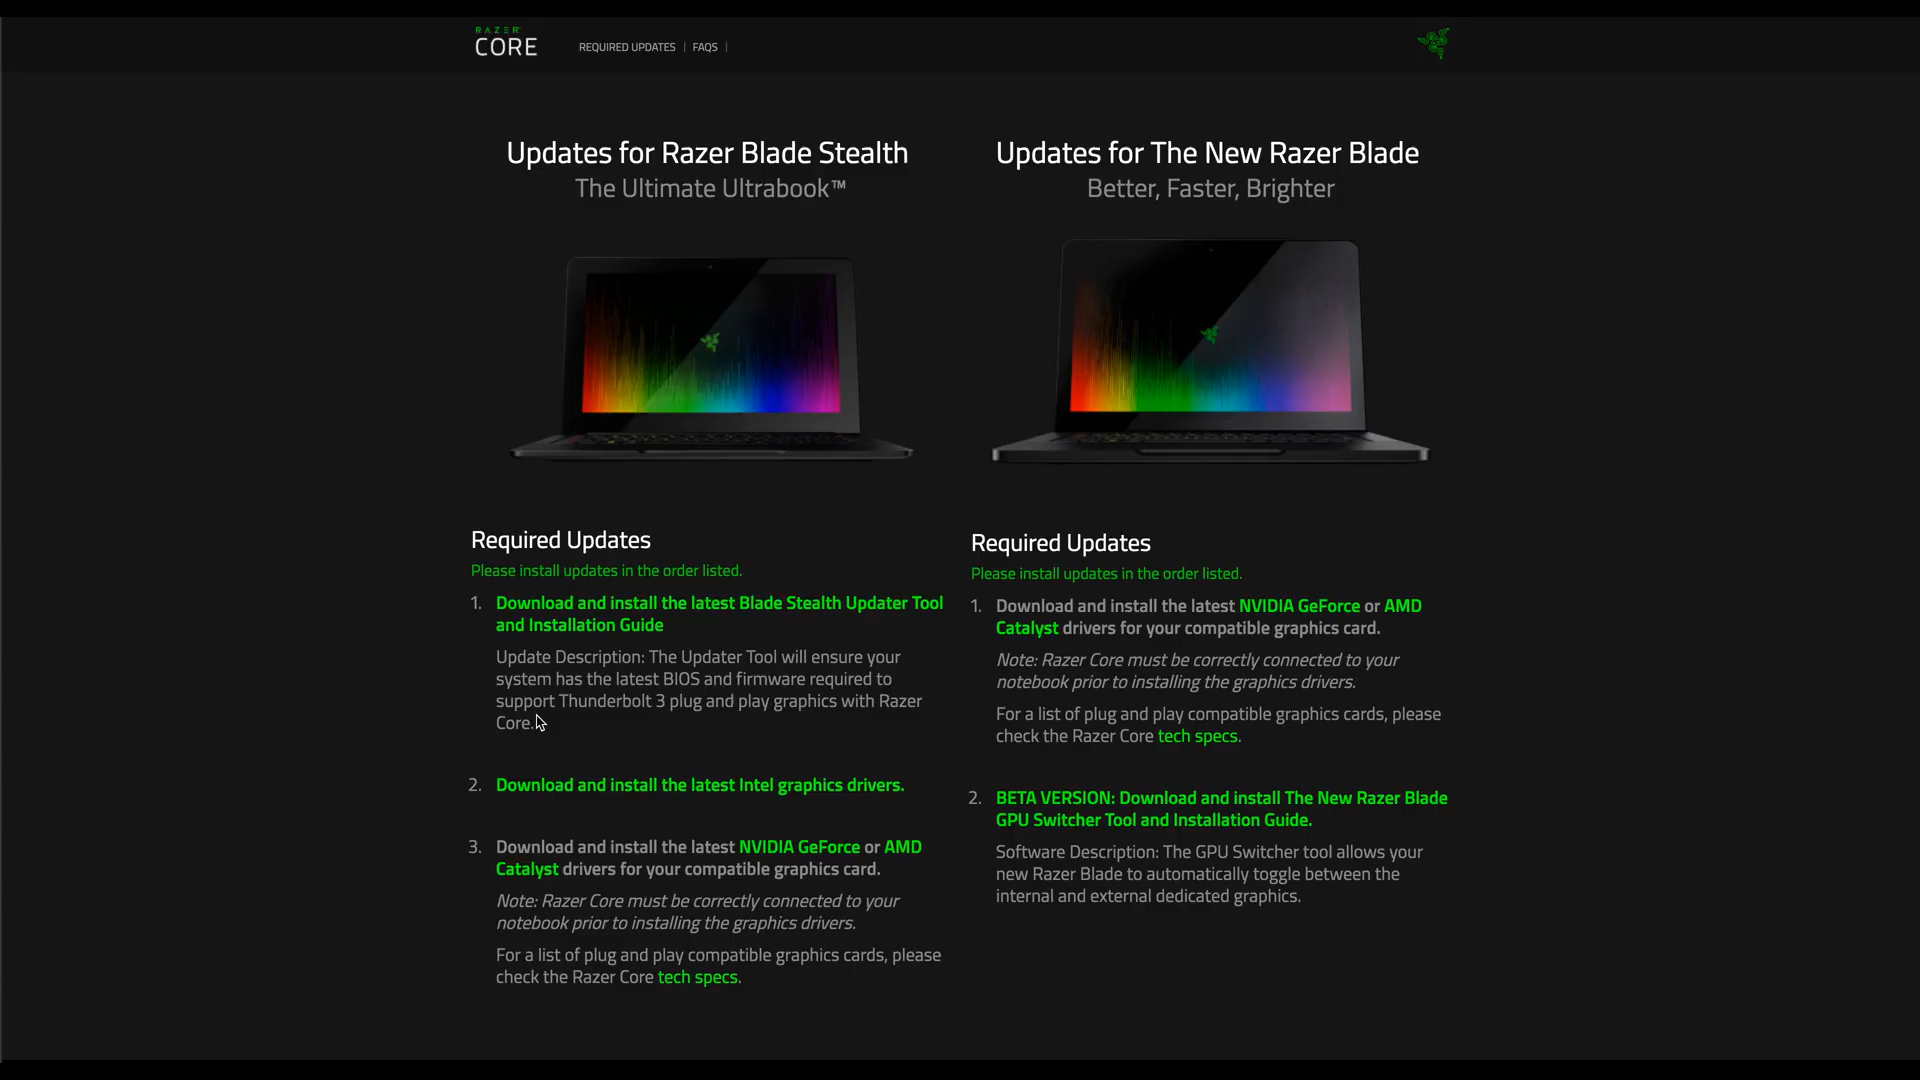 RAZER
CORE
REQUIRED UPDATES | FAQS |
Updates for Razer Blade Stealth
The Ultimate Ultrabook™
Required Updates
Please install updates in the order listed.
1. Download and install the latest Blade Stealth Updater Tool
and Installation Guide
Update Description: The Updater Tool will ensure your
system has the latest BIOS and firmware required to
support Thunderbolt 3 plug and play graphics with Razer
Core.
2. Download and install the latest Intel graphics drivers.
3. Download and install the latest NVIDIA GeForce or AMD
Catalyst drivers for your compatible graphics card.
Note: Razer Core must be correctly connected to your
notebook prior to installing the graphics drivers.
For a list of plug and play compatible graphics cards, please
check the Razer Core tech specs.
Updates for The New Razer Blade
Better, Faster, Brighter
Required Updates
Please install updates in the order listed.
1. Download and install the latest NVIDIA GeForce or AMD
Catalyst drivers for your compatible graphics card.
Note: Razer Core must be correctly connected to your
notebook prior to installing the graphics drivers.
For a list of plug and play compatible graphics cards, please
check the Razer Core tech specs.
2. BETA VERSION: Download and install The New Razer Blade
GPU Switcher Tool and Installation Guide.
Software Description: The GPU Switcher tool allows your
new Razer Blade to automatically toggle between the
internal and external dedicated graphics.